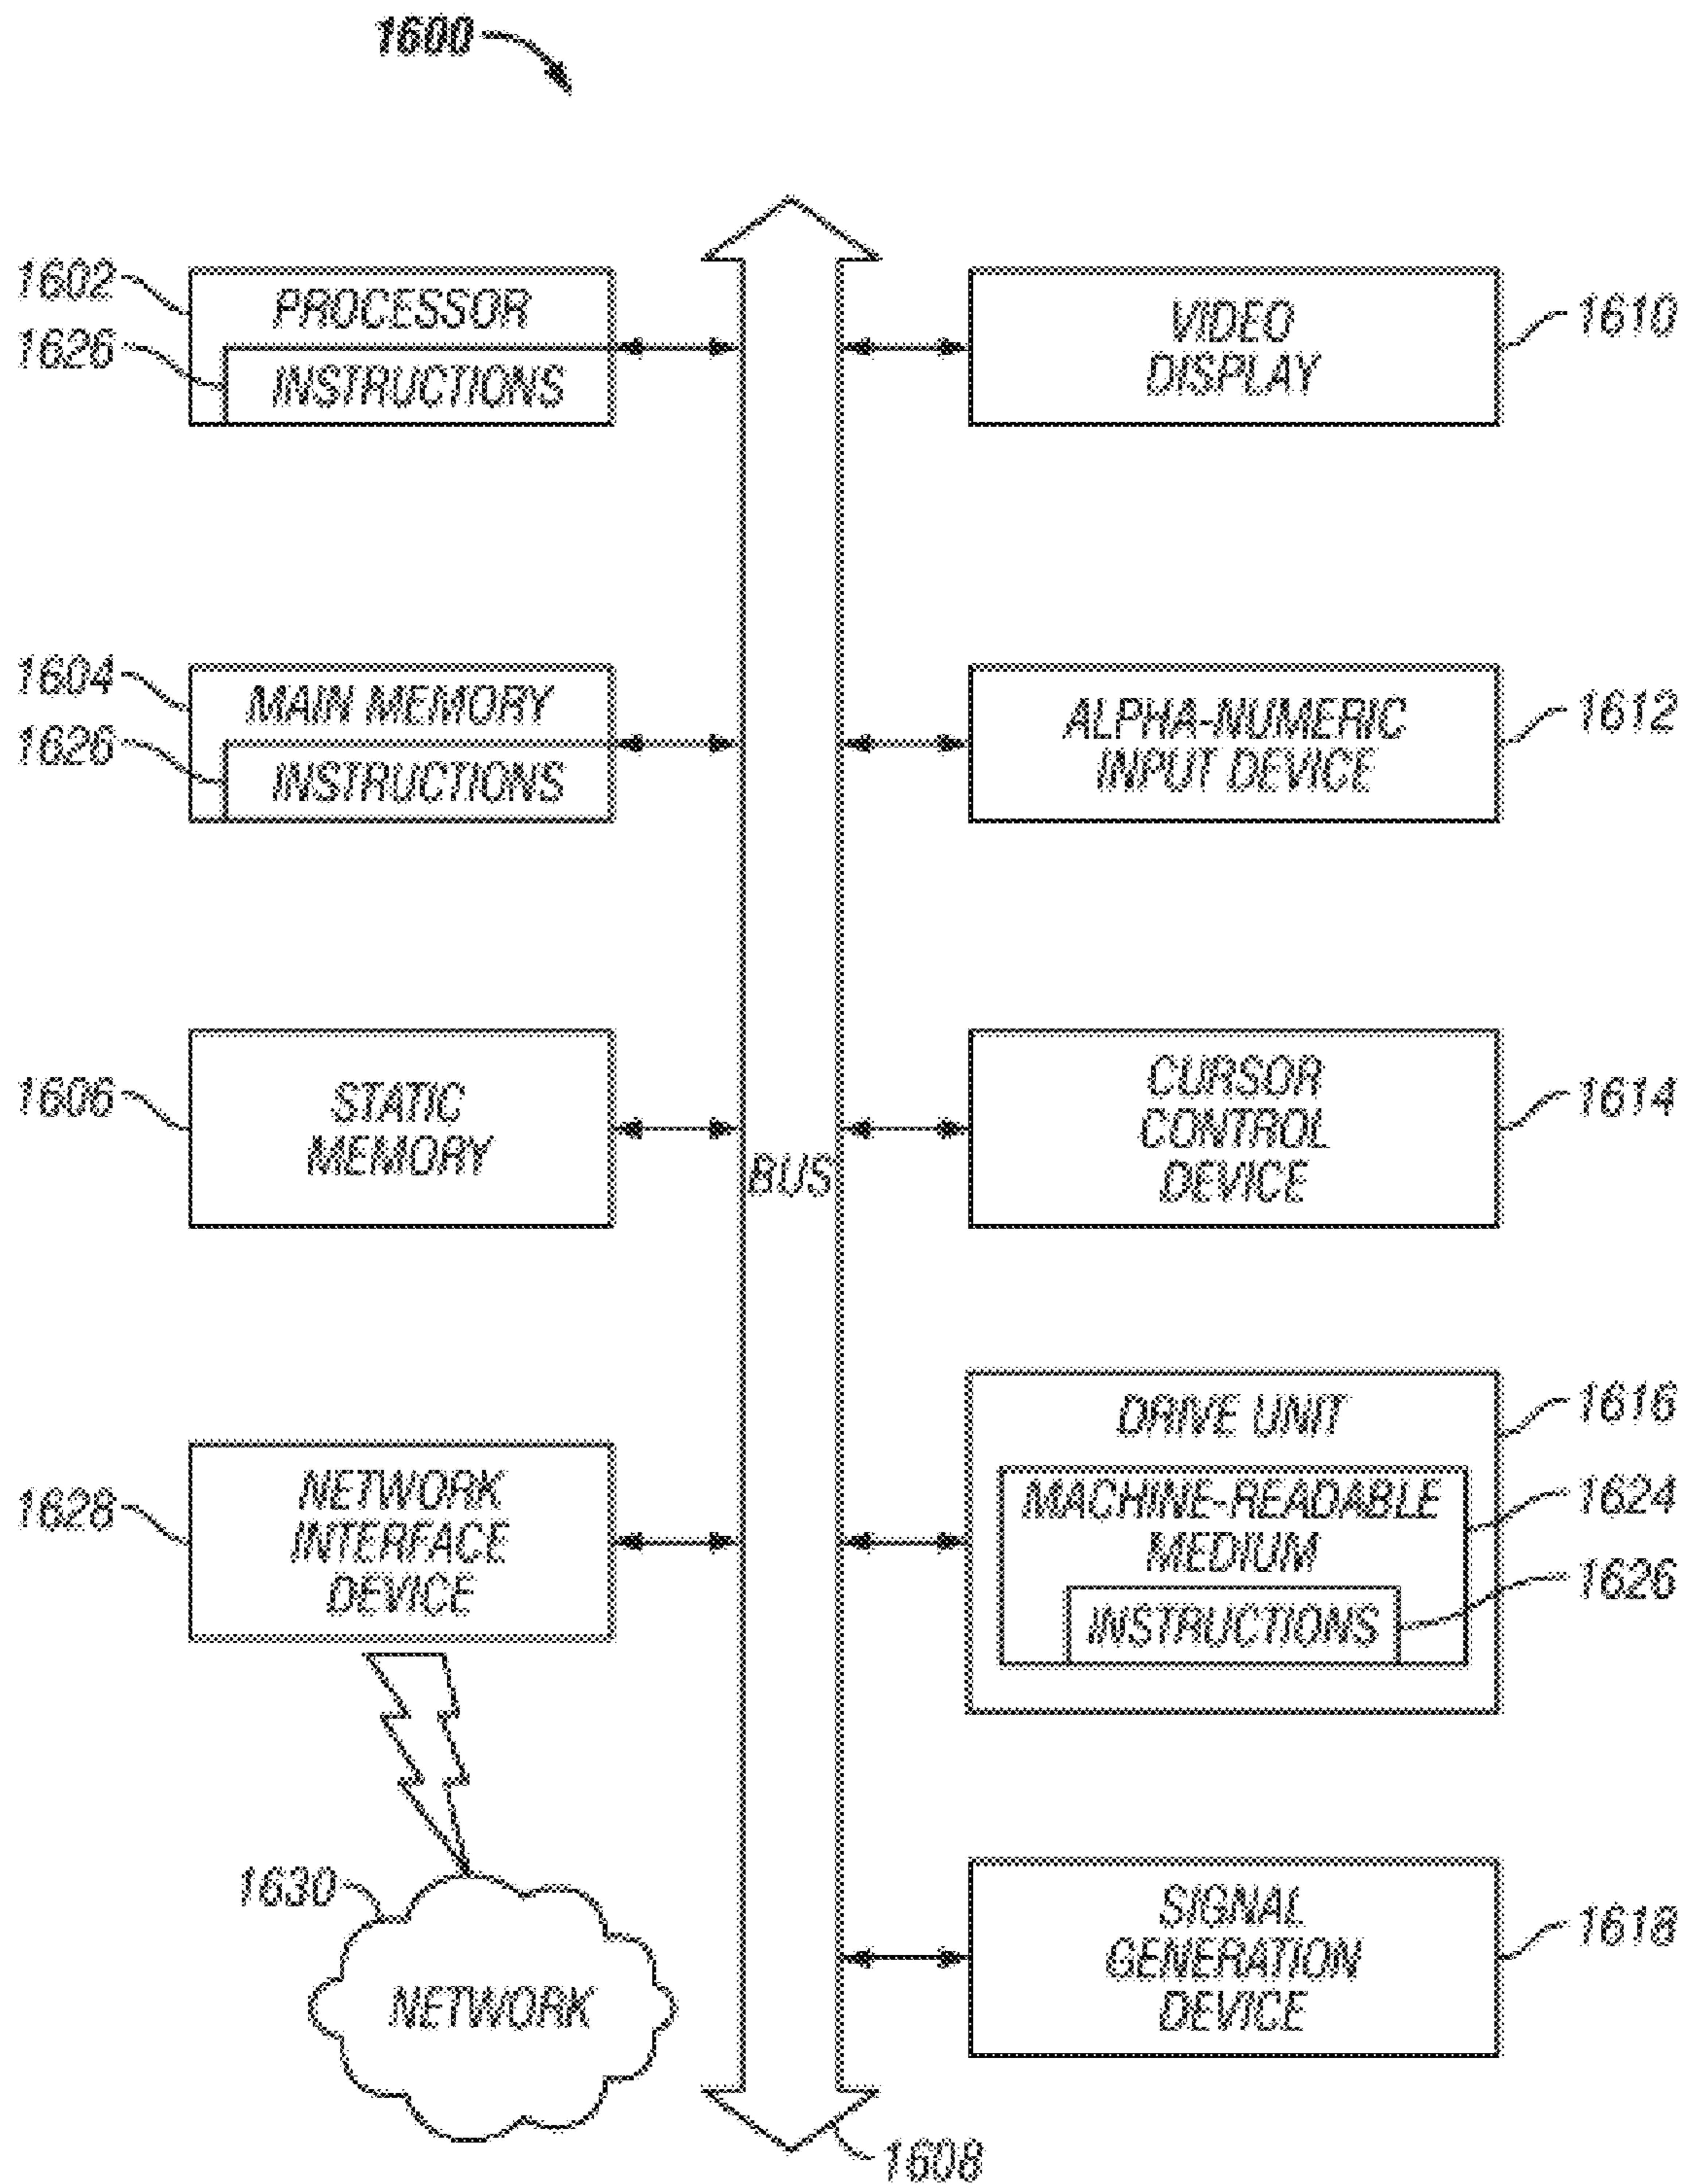 1600
1602
PROCESSOR
1626
INSTRUCTIONS
VIDEO
DISPLAY
1610
1604
MAIN MEMORY
1626
INSTRUCTIONS
ALPHA-NUMERIC
INPUT DEVICE
1612
1606
STATIC
MEMORY
BUS
CURSOR
CONTROL
DEVICE
1614
1628
NETWORK
INTERFACE
DEVICE
DRIVE UNIT
1616
MACHINE-READABLE
MEDIUM
1624
INSTRUCTIONS
1626
1630
NETWORK
SIGNAL
GENERATION
DEVICE
1618
1608